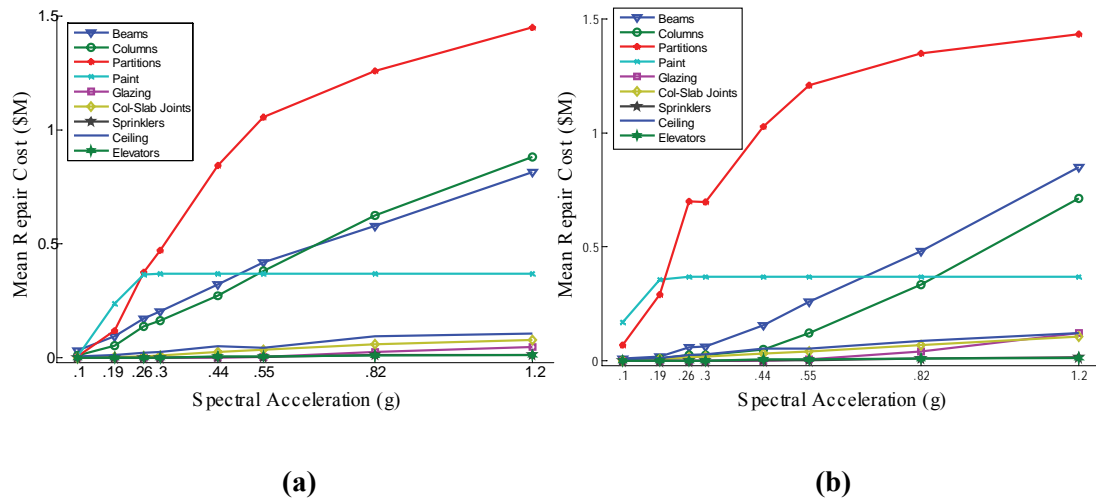 1.5
1
0.5
0
Mean Repair Cost ($M)
Beams
Columns
Partitions
Paint
Glazing
Col-Slab Joints
Sprinklers
Ceiling
Elevators
.1 .19 .26 .3 .44 .55 .82 1.2
Spectral Acceleration (g)
(a)
1.5
1
0.5
0
Mean Repair Cost ($M)
Beams
Columns
Partitions
Paint
Glazing
Col-Slab Joints
Sprinklers
Ceiling
Elevators
.1 .19 .26 .3 .44 .55 .82 1.2
Spectral Acceleration (g)
(b)